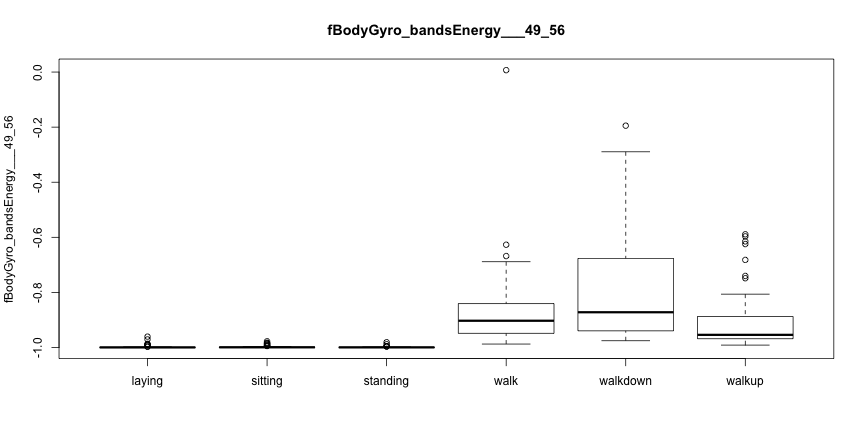 fBodyGyro_bandsEnergy___49_56
fBodyGyro_bandsEnergy___49_56
0.0
-0.2
-0.4
-0.6
-0.8
-1.0
laying sitting standing walk walkdown walkup